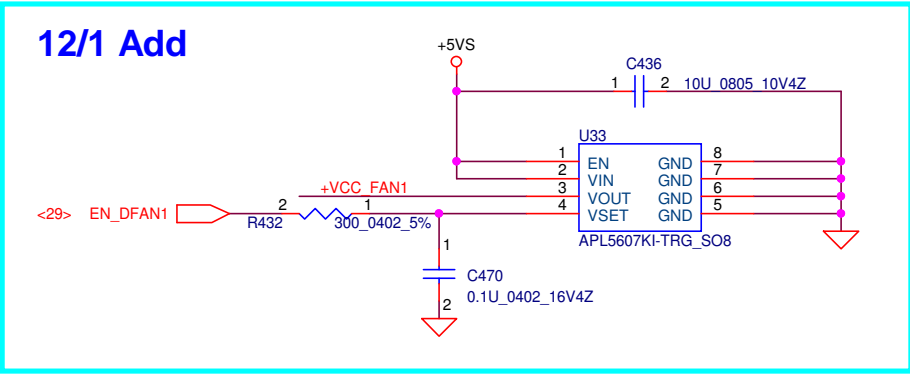 12/1 Add
+5VS
C436
1 2 10U_0805_10V4Z
U33
1 EN GND 8
2 VIN GND 7
+VCC_FAN1 3 VOUT GND 6
4 VSET GND 5
<29> EN_DFAN1 2 1
R432 300_0402_5% APL5607KI-TRG_SO8
1
C470
0.1U_0402_16V4Z
2